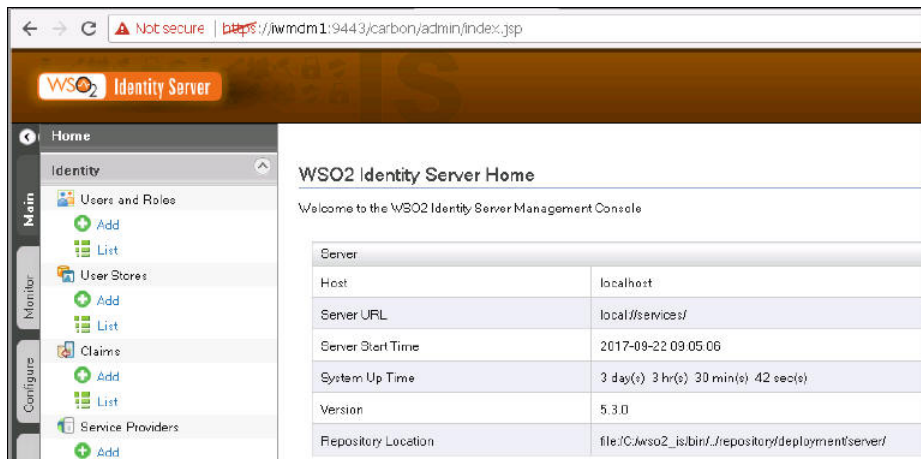 Not secure | https://iwmdm1:9443/carbon/admin/index.jsp
WSO2 Identity Server
Home
Identity
Users and Roles
Add
List
User Stores
Add
List
Claims
Add
List
Service Providers
Add
Main
Monitor
Configure
WSO2 Identity Server Home
Welcome to the WSO2 Identity Server Management Console
Server
Host localhost
Server URL local://services/
Server Start Time 2017-09-22 09:05:06
System Up Time 3 day(s) 3 hr(s) 30 min(s) 42 sec(s)
Version 5.3.0
Repository Location file:/C:/wso2_is/bin/../repository/deployment/server/